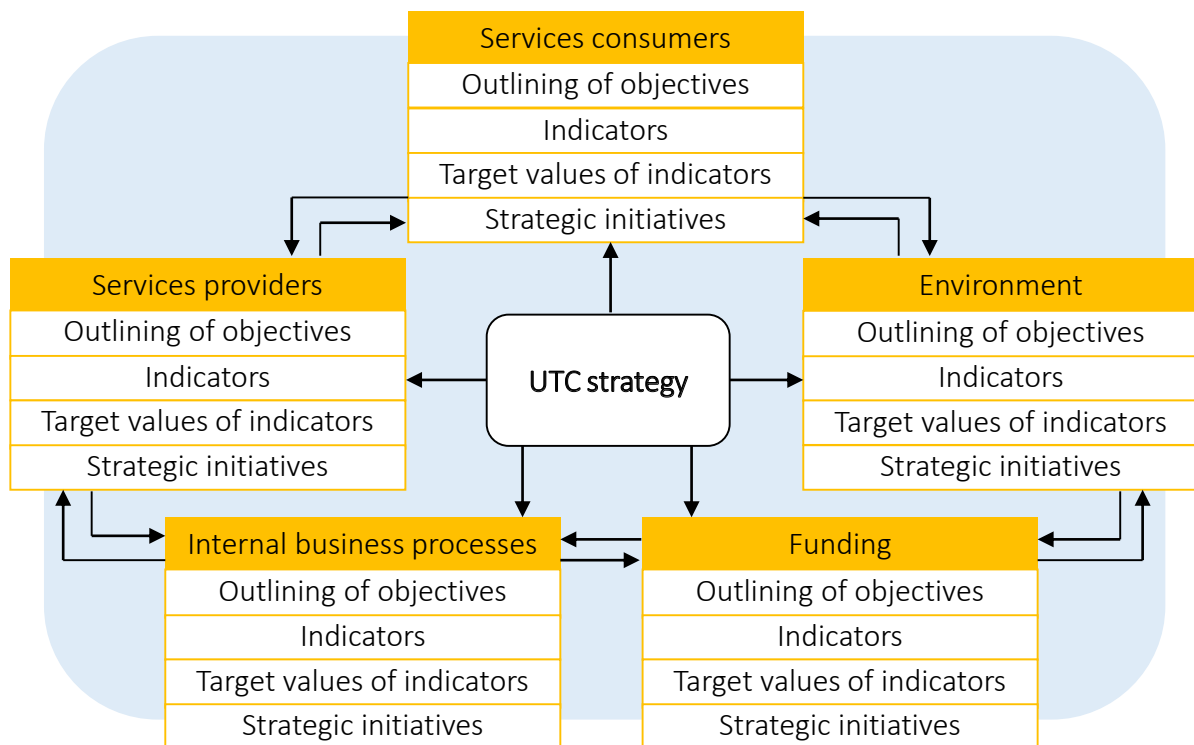 Services consumers
Outlining of objectives
Indicators
Target values of indicators
Strategic initiatives
Services providers
Outlining of objectives
Indicators
Target values of indicators
Strategic initiatives
UTC strategy
Environment
Outlining of objectives
Indicators
Target values of indicators
Strategic initiatives
Internal business processes
Outlining of objectives
Indicators
Target values of indicators
Strategic initiatives
Funding
Outlining of objectives
Indicators
Target values of indicators
Strategic initiatives